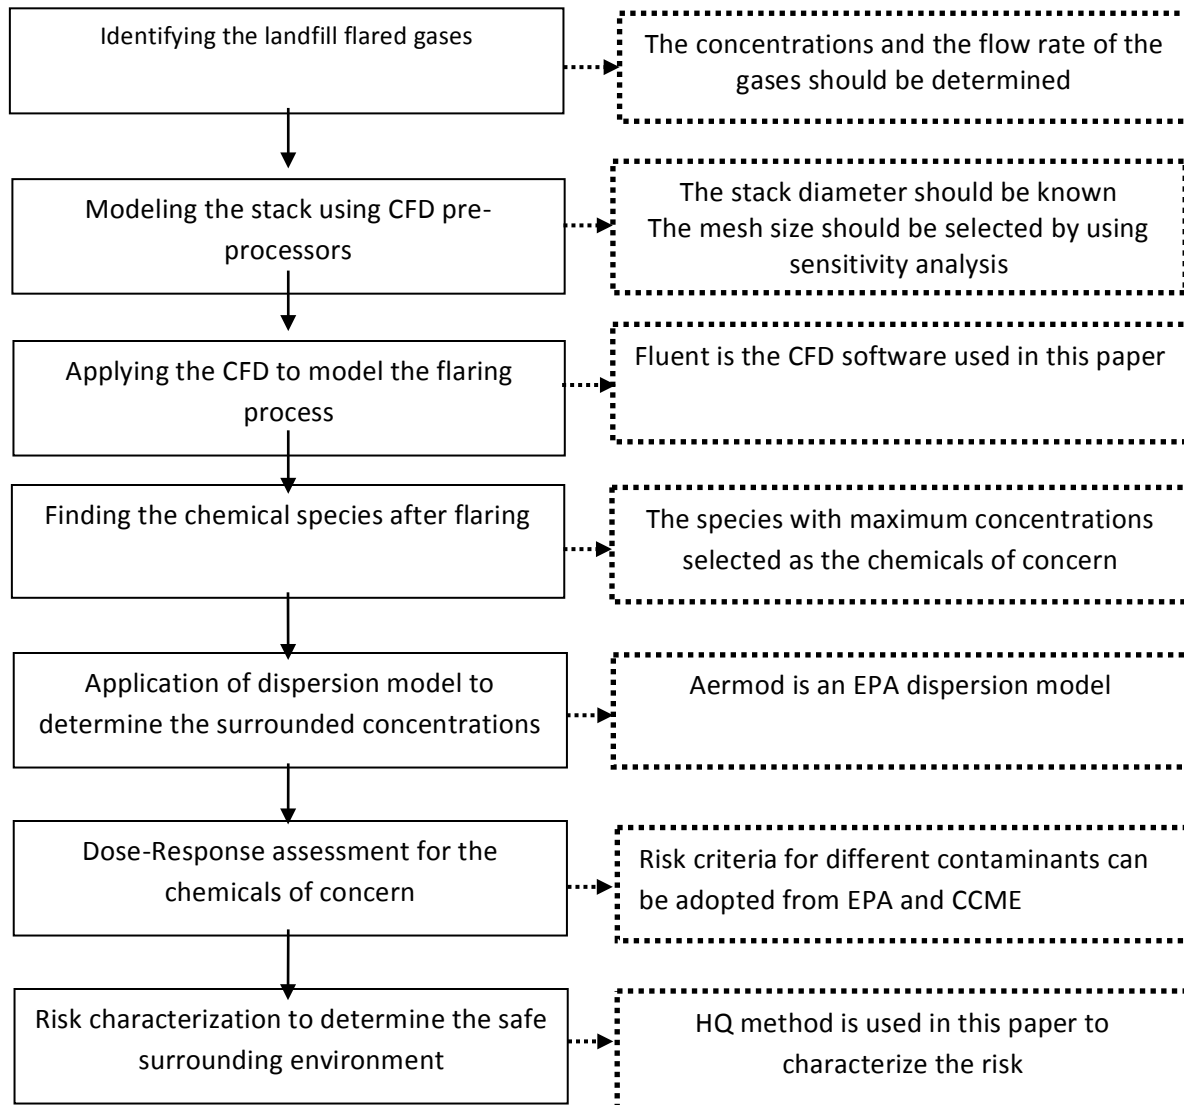 Identifying the landfill flared gases
The concentrations and the flow rate of the
gases should be determined
Modeling the stack using CFD pre-
processors
The stack diameter should be known
The mesh size should be selected by using
sensitivity analysis
Applying the CFD to model the flaring
process
Fluent is the CFD software used in this paper
Finding the chemical species after flaring
The species with maximum concentrations
selected as the chemicals of concern
Application of dispersion model to
determine the surrounded concentrations
Aermod is an EPA dispersion model
Dose-Response assessment for the
chemicals of concern
Risk criteria for different contaminants can
be adopted from EPA and CCME
Risk characterization to determine the safe
surrounding environment
HQ method is used in this paper to
characterize the risk